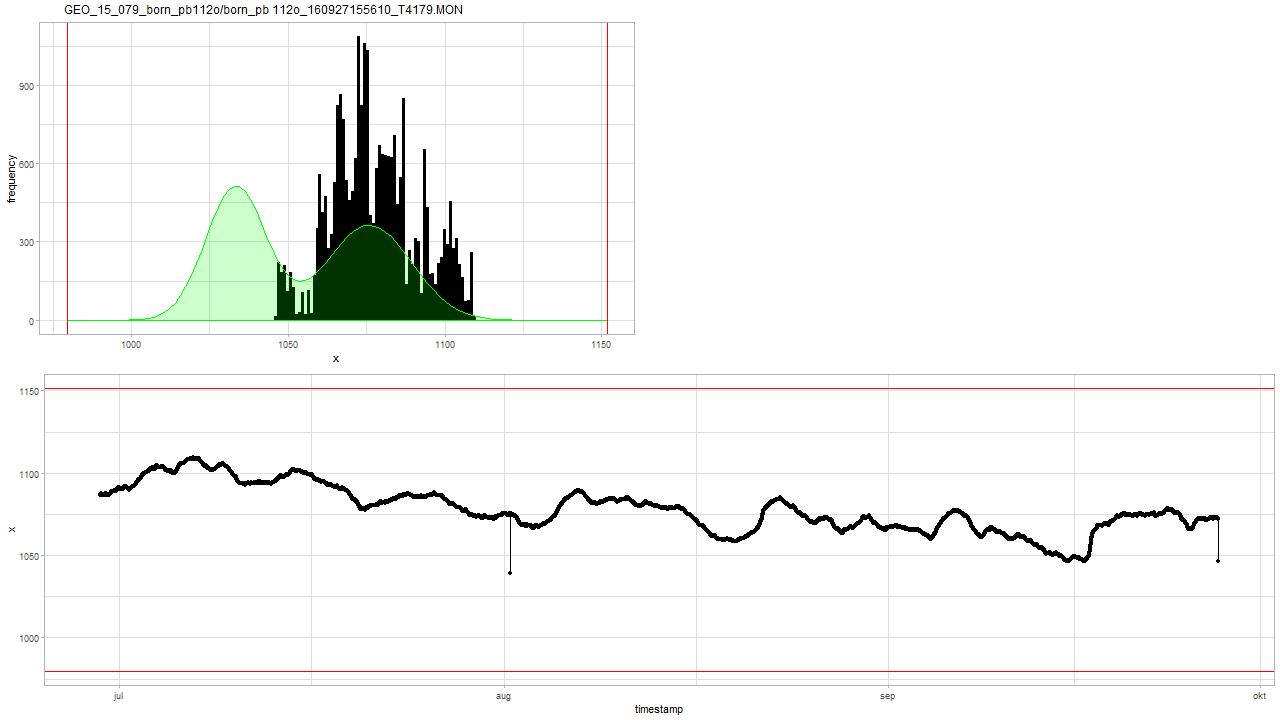 GEO_15_079_born_pb112o/born_pb 112o_160927155610_T4179.MON
frequency
900
600
300
0
1000
1050
1100
1150
x
x
1150
1100
1050
1000
jul
aug
sep
okt
timestamp